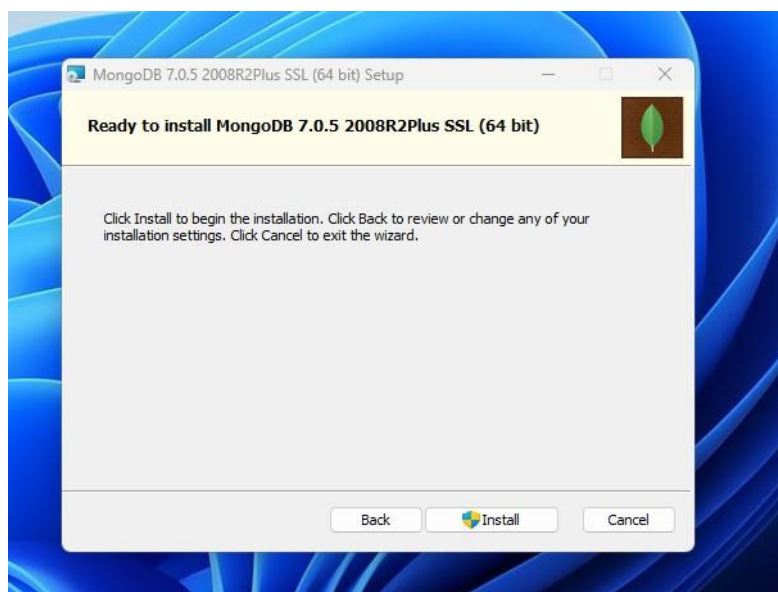 MongoDB 7.0.5 2008R2Plus SSL (64 bit) Setup
Ready to install MongoDB 7.0.5 2008R2Plus SSL (64 bit)
Click Install to begin the installation. Click Back to review or change any of your
installation settings. Click Cancel to exit the wizard.
Back Install Cancel